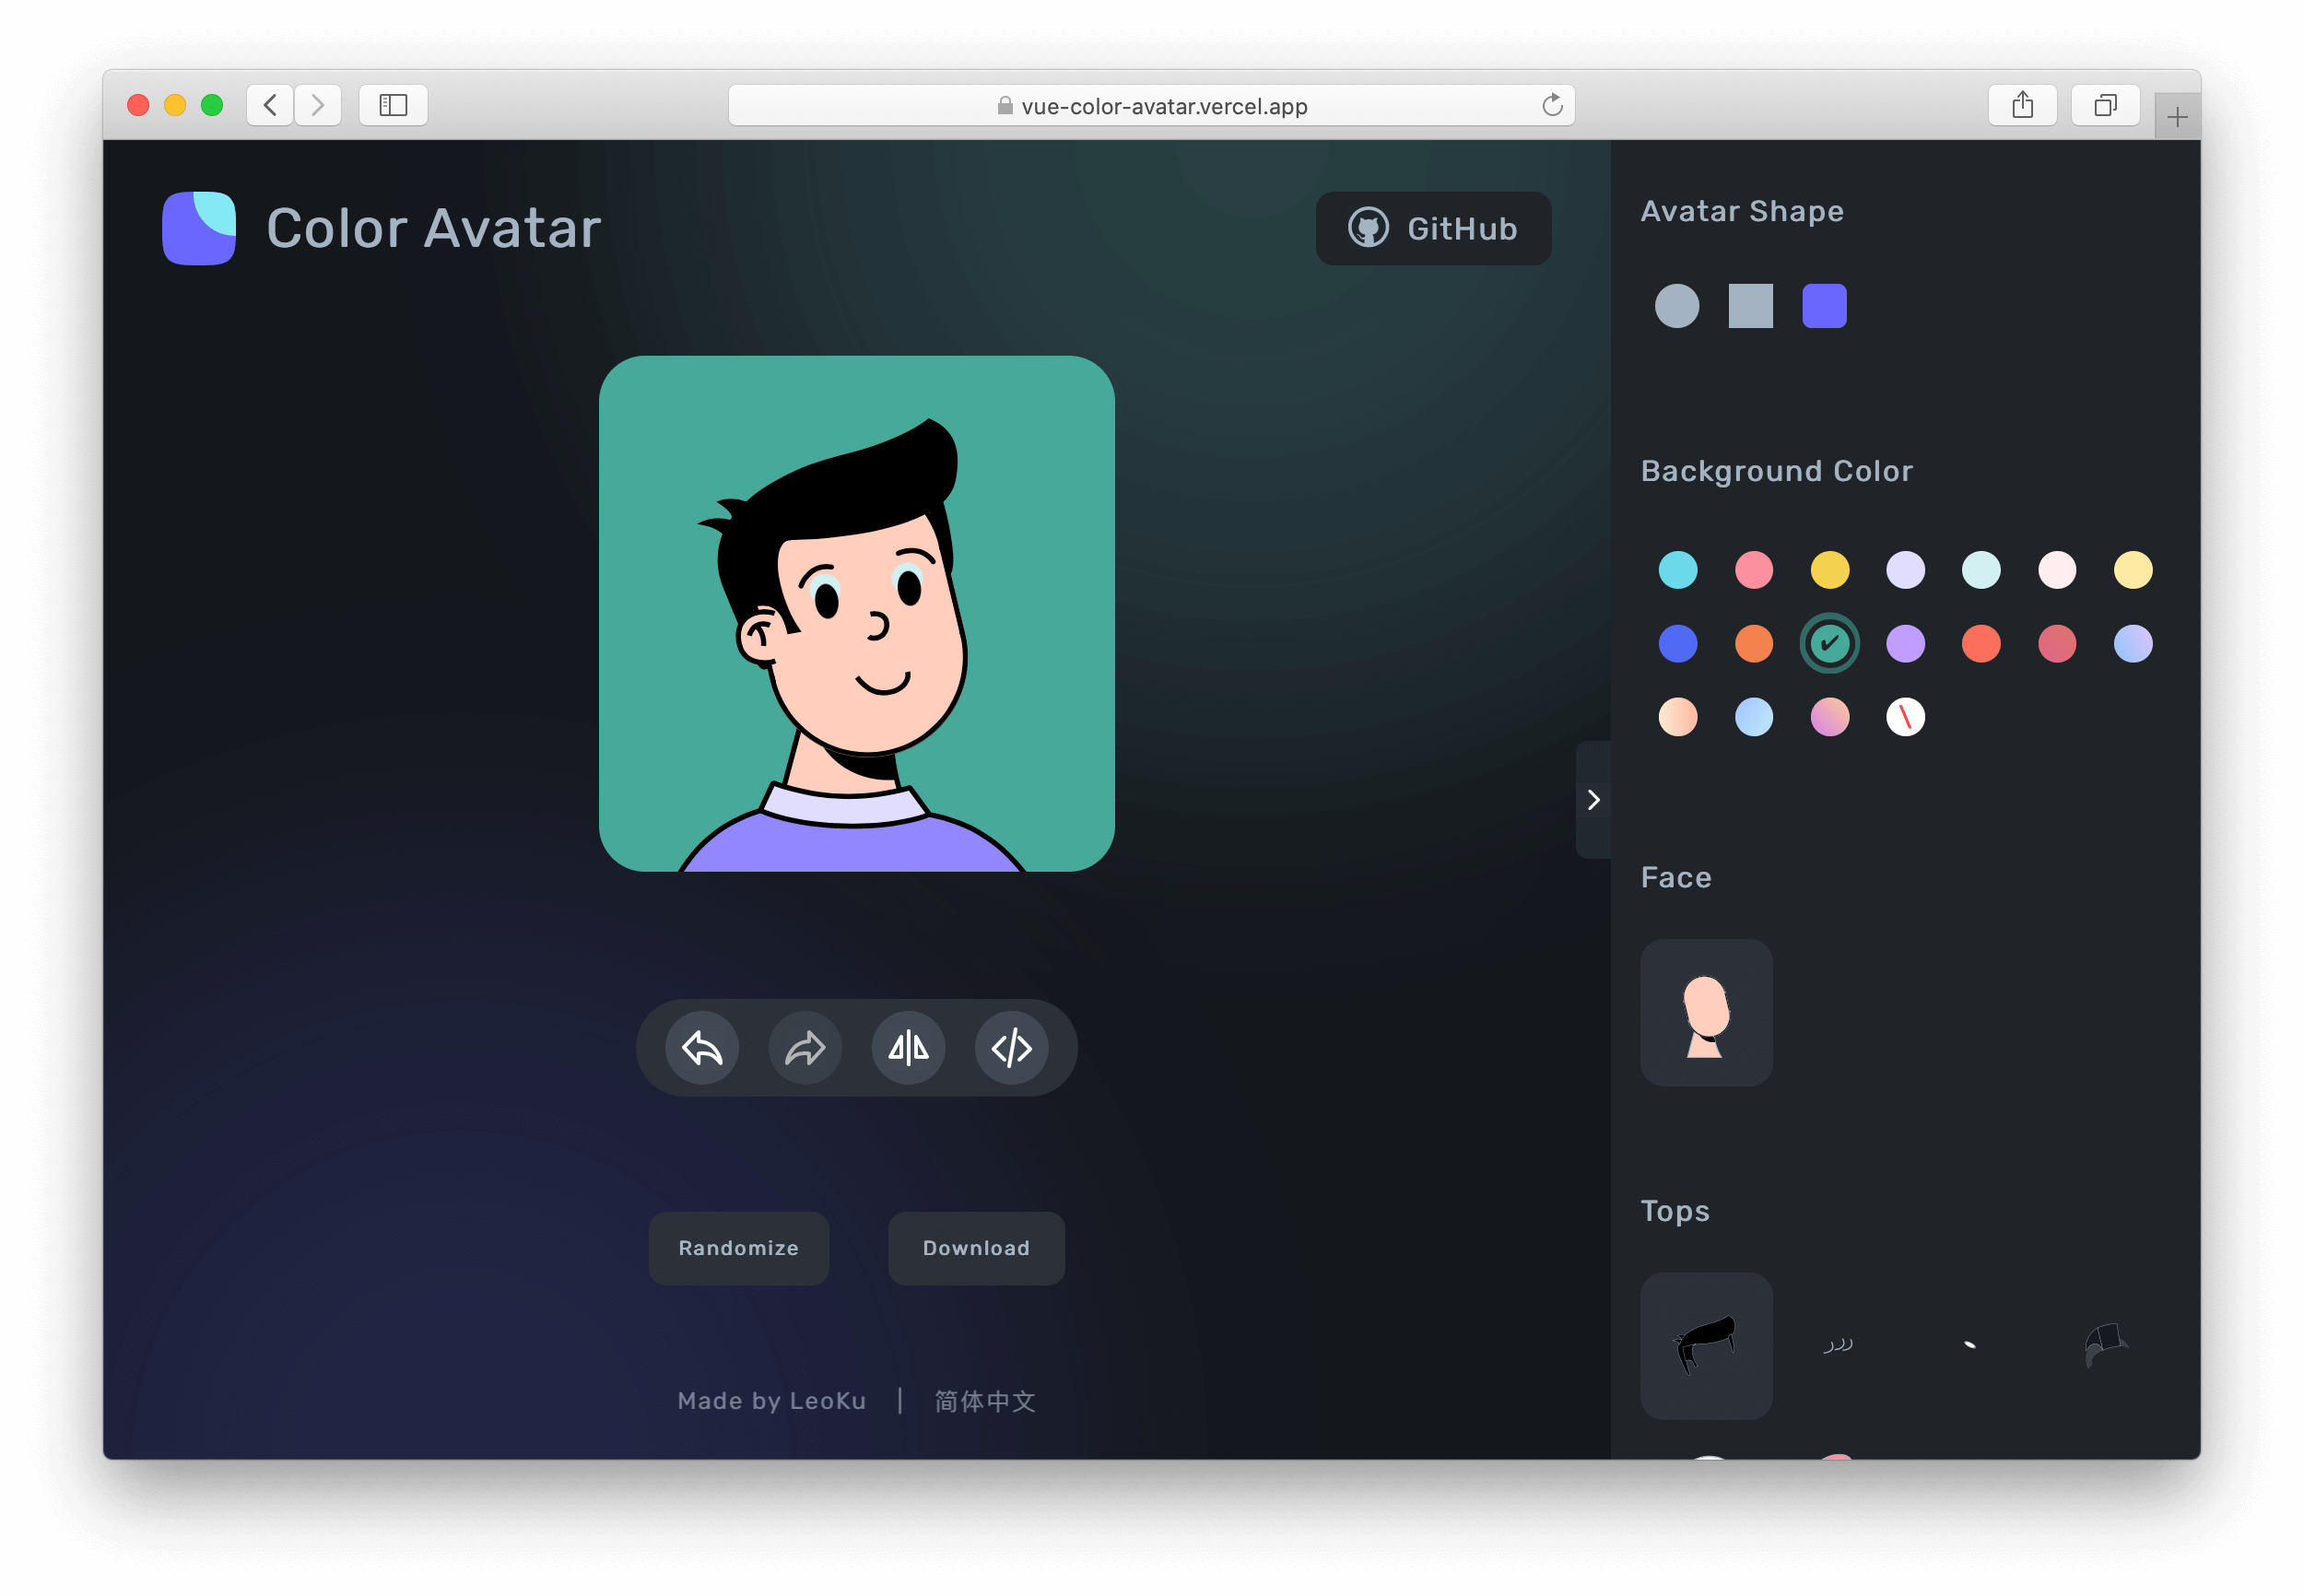 vue-color-avatar.vercel.app
Color Avatar
GitHub
Avatar Shape
Background Color
Face
Tops
Randomize
Download
Made by LeoKu | 简体中文